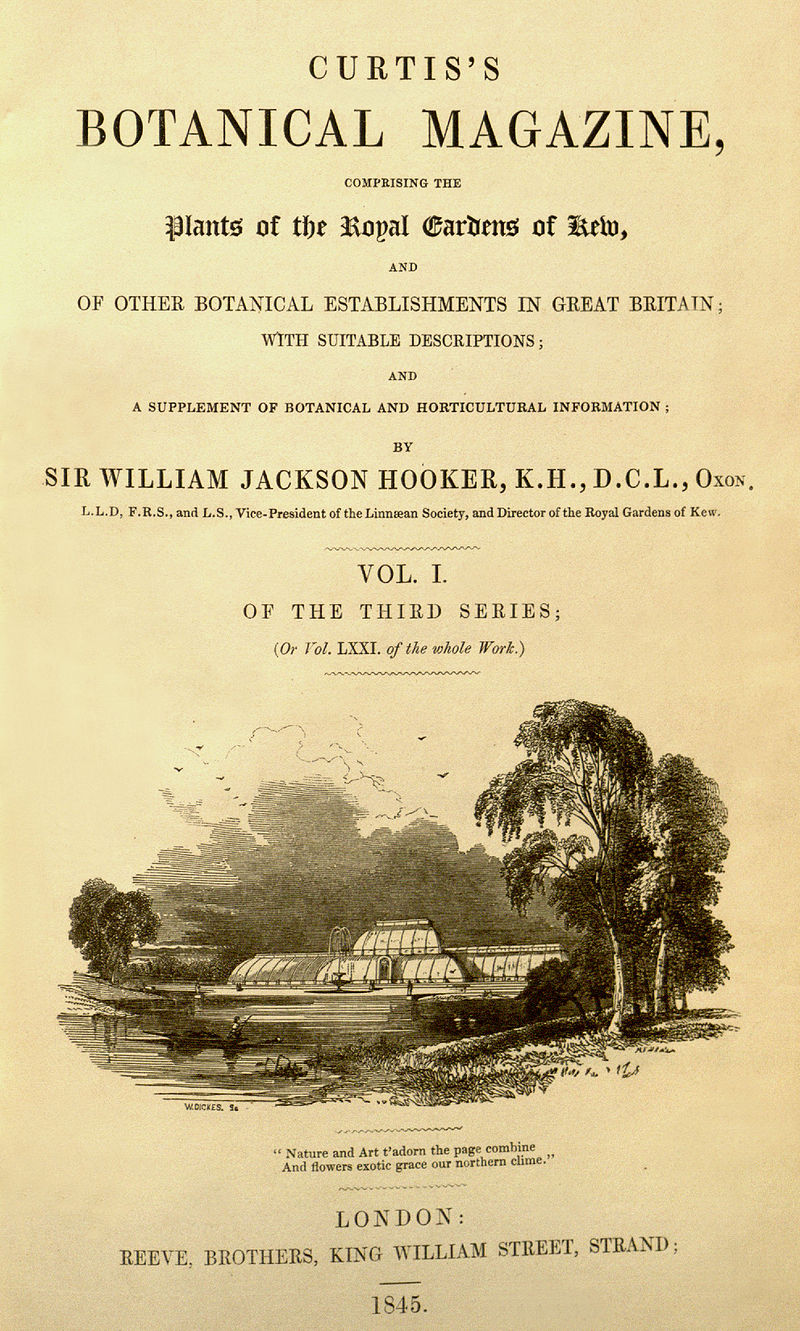 CURTIS'S
BOTANICAL MAGAZINE,
COMPRISING THE
Plants of the Royal Gardens of Kew,
AND
OF OTHER BOTANICAL ESTABLISHMENTS IN GREAT BRITAIN;
WITH SUITABLE DESCRIPTIONS;
AND
A SUPPLEMENT OF BOTANICAL AND HORTICULTURAL INFORMATION;
BY
SIR WILLIAM JACKSON HOOKER, K.H., D.C.L., OXON.
L.L.D, F.R.S., and L.S., Vice-President of the Linnæan Society, and Director of the Royal Gardens of Kew.
VOL. I.
OF THE THIRD SERIES;
(Or Vol. LXXI. of the whole Work.)
W.DICKES. Sc
"Nature and Art t'adorn the page combine
And flowers exotic grace our northern clime."
LONDON:
REEVE, BROTHERS, KING WILLIAM STREET, STRAND;
1845.